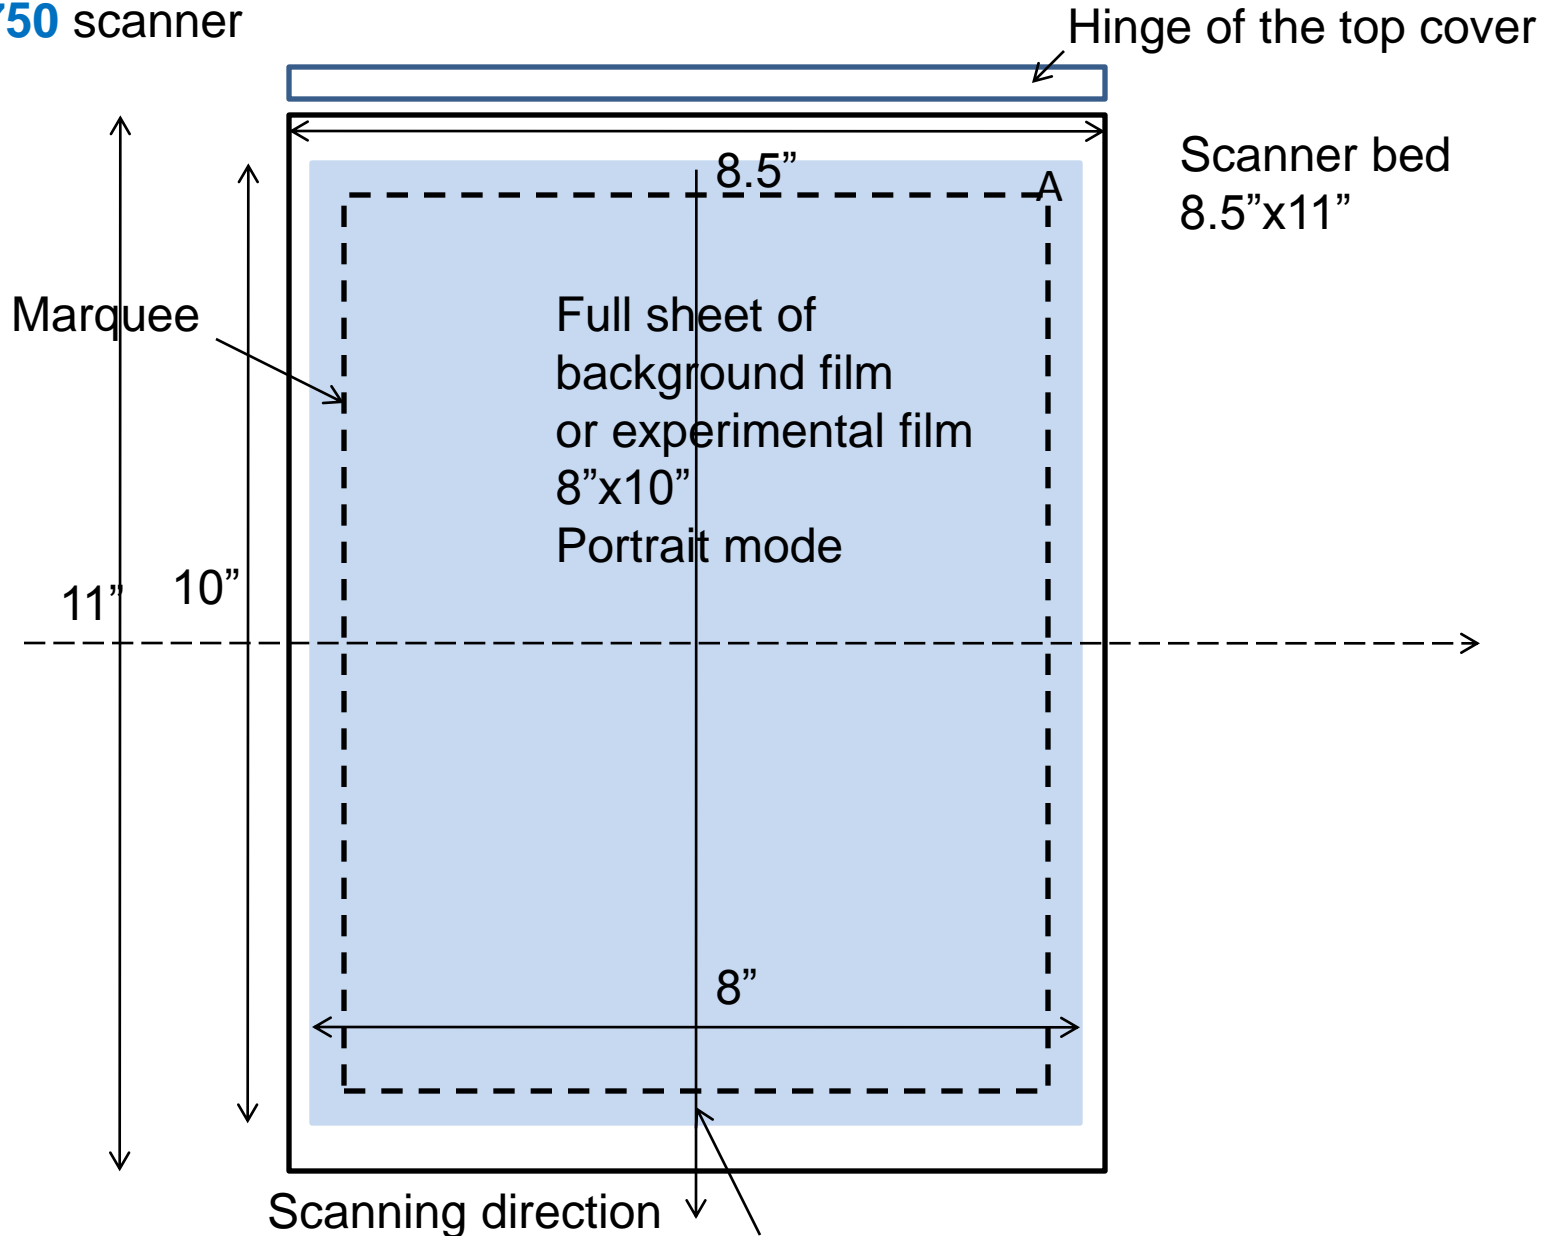 750 scanner
Hinge of the top cover
8.5”
A
Scanner bed
8.5”x11”
Marquee
Full sheet of
background film
or experimental film
8”x10”
Portrait mode
11”
10”
8”
Scanning direction